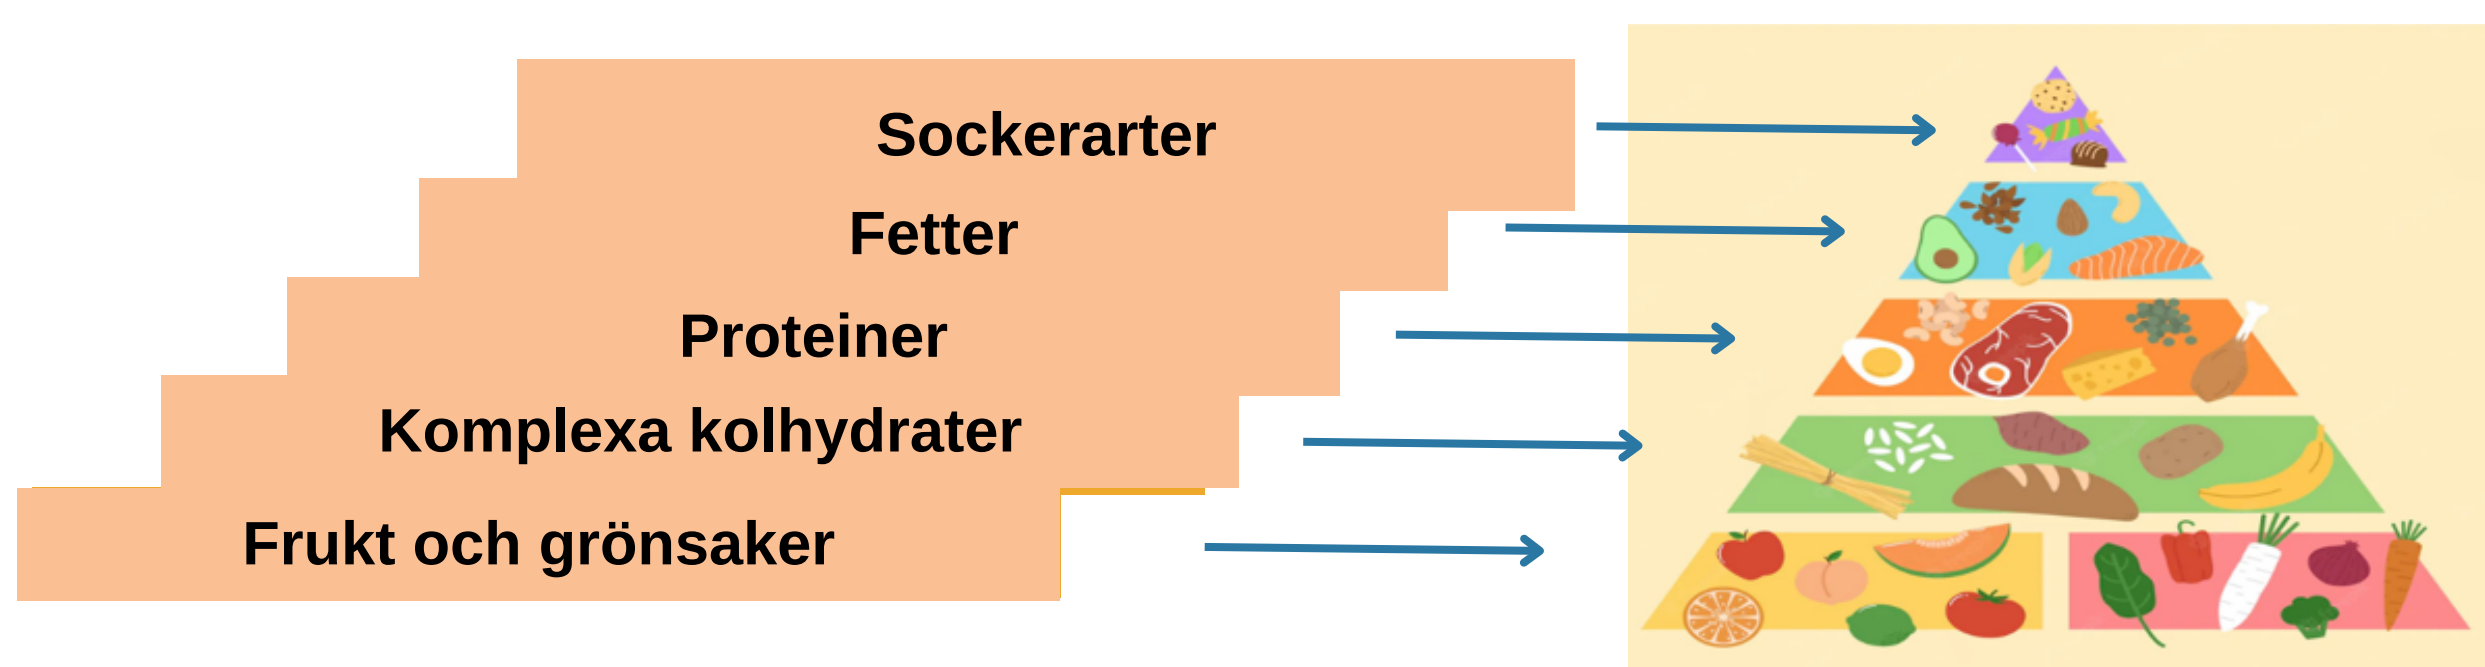 Sockerarter
Fetter
Proteiner
Komplexa kolhydrater
Frukt och grönsaker